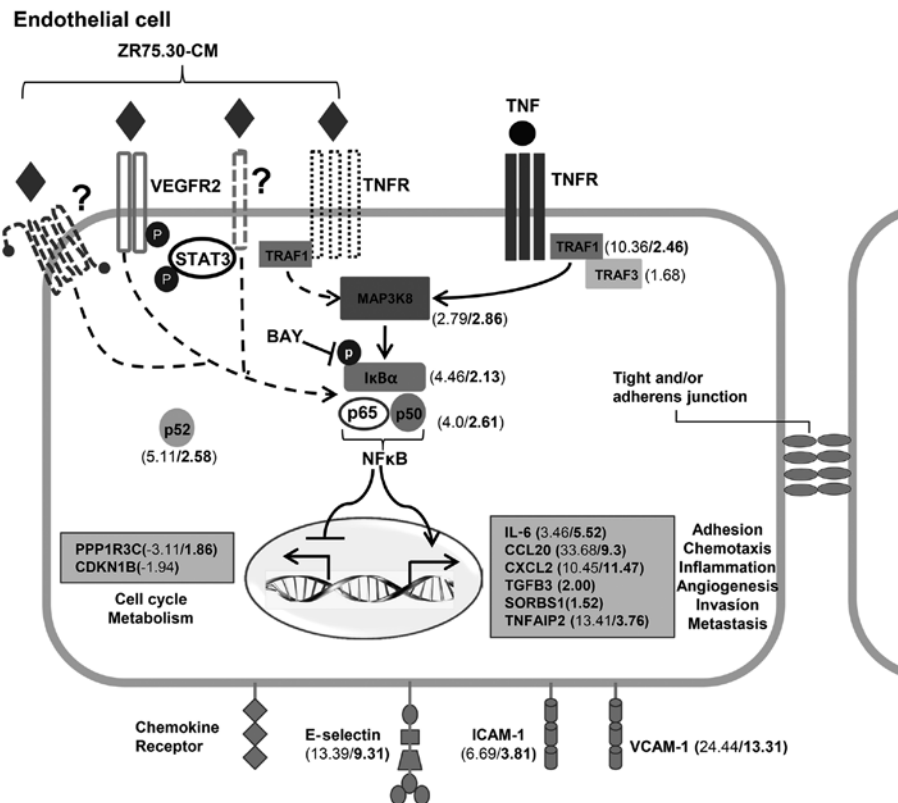 Endothelial cell
ZR75.30-CM
TNF
?
VEGFR2
?
TNFR
TNFR
P
STAT3
P
TRAF1
TRAF1 (10.36/2.46)
TRAF3 (1.68)
MAP3K8
(2.79/2.86)
BAY
p
IκBα (4.46/2.13)
p65 p50 (4.0/2.61)
NFκB
p52
(5.11/2.58)
Tight and/or
adherens junction
PPP1R3C(-3.11/1.86)
CDKN1B(-1.94)
Cell cycle
Metabolism
IL-6 (3.46/5.52)
CCL20 (33.68/9.3)
CXCL2 (10.45/11.47)
TGFB3 (2.00)
SORBS1(1.52)
TNFAIP2 (13.41/3.76)
Adhesion
Chemotaxis
Inflammation
Angiogenesis
Invasion
Metastasis
Chemokine
Receptor
E-selectin
(13.39/9.31)
ICAM-1
(6.69/3.81)
VCAM-1 (24.44/13.31)